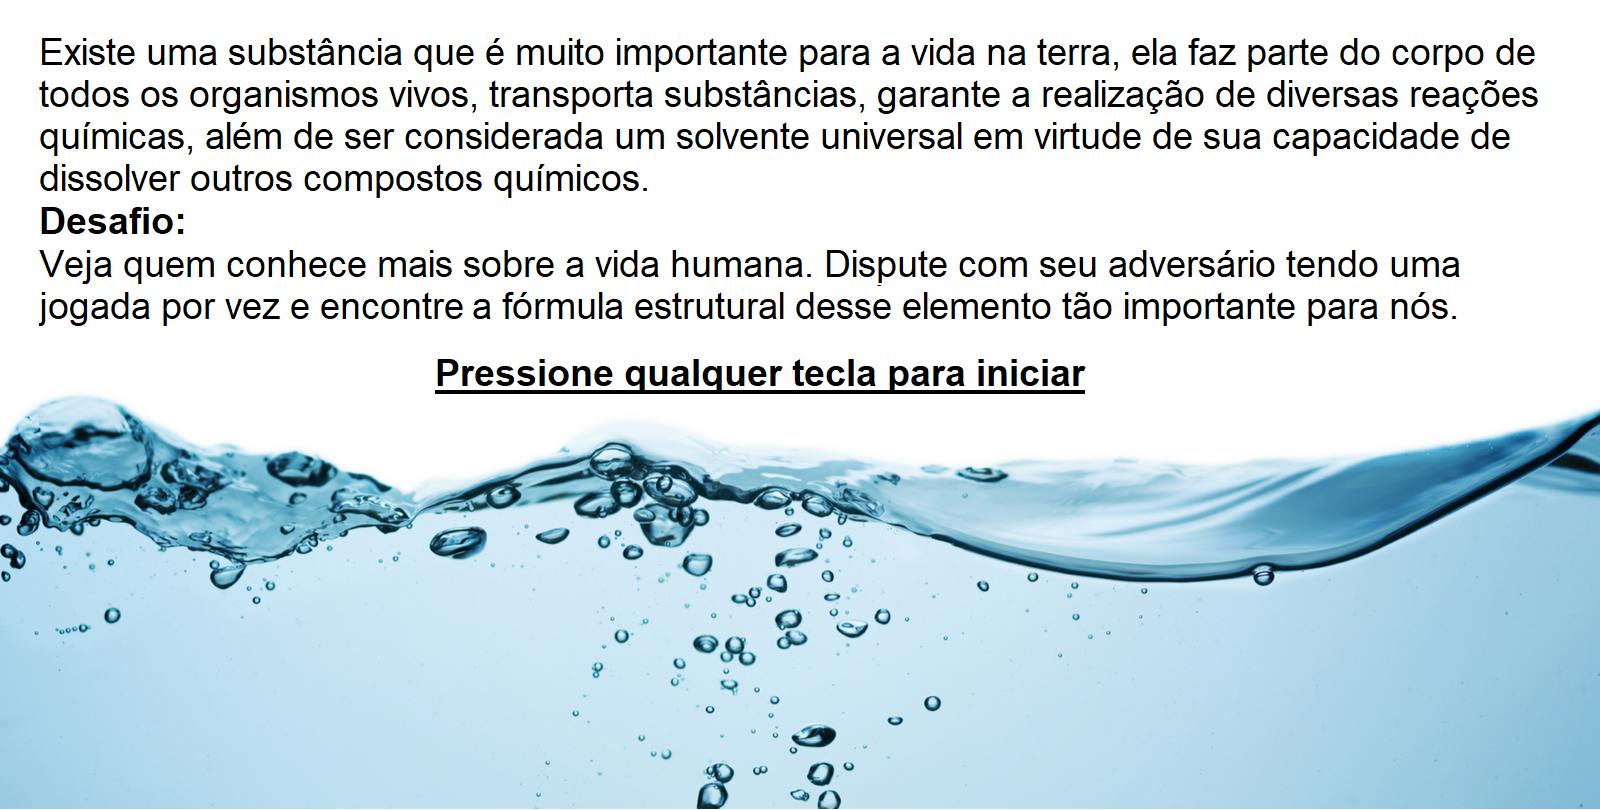 Existe uma substância que é muito importante para a vida na terra, ela faz parte do corpo de
todos os organismos vivos, transporta substâncias, garante a realização de diversas reações
químicas, além de ser considerada um solvente universal em virtude de sua capacidade de
dissolver outros compostos químicos.
Desafio:
Veja quem conhece mais sobre a vida humana. Dispute com seu adversário tendo uma
jogada por vez e encontre a fórmula estrutural desse elemento tão importante para nós.
Pressione qualquer tecla para iniciar